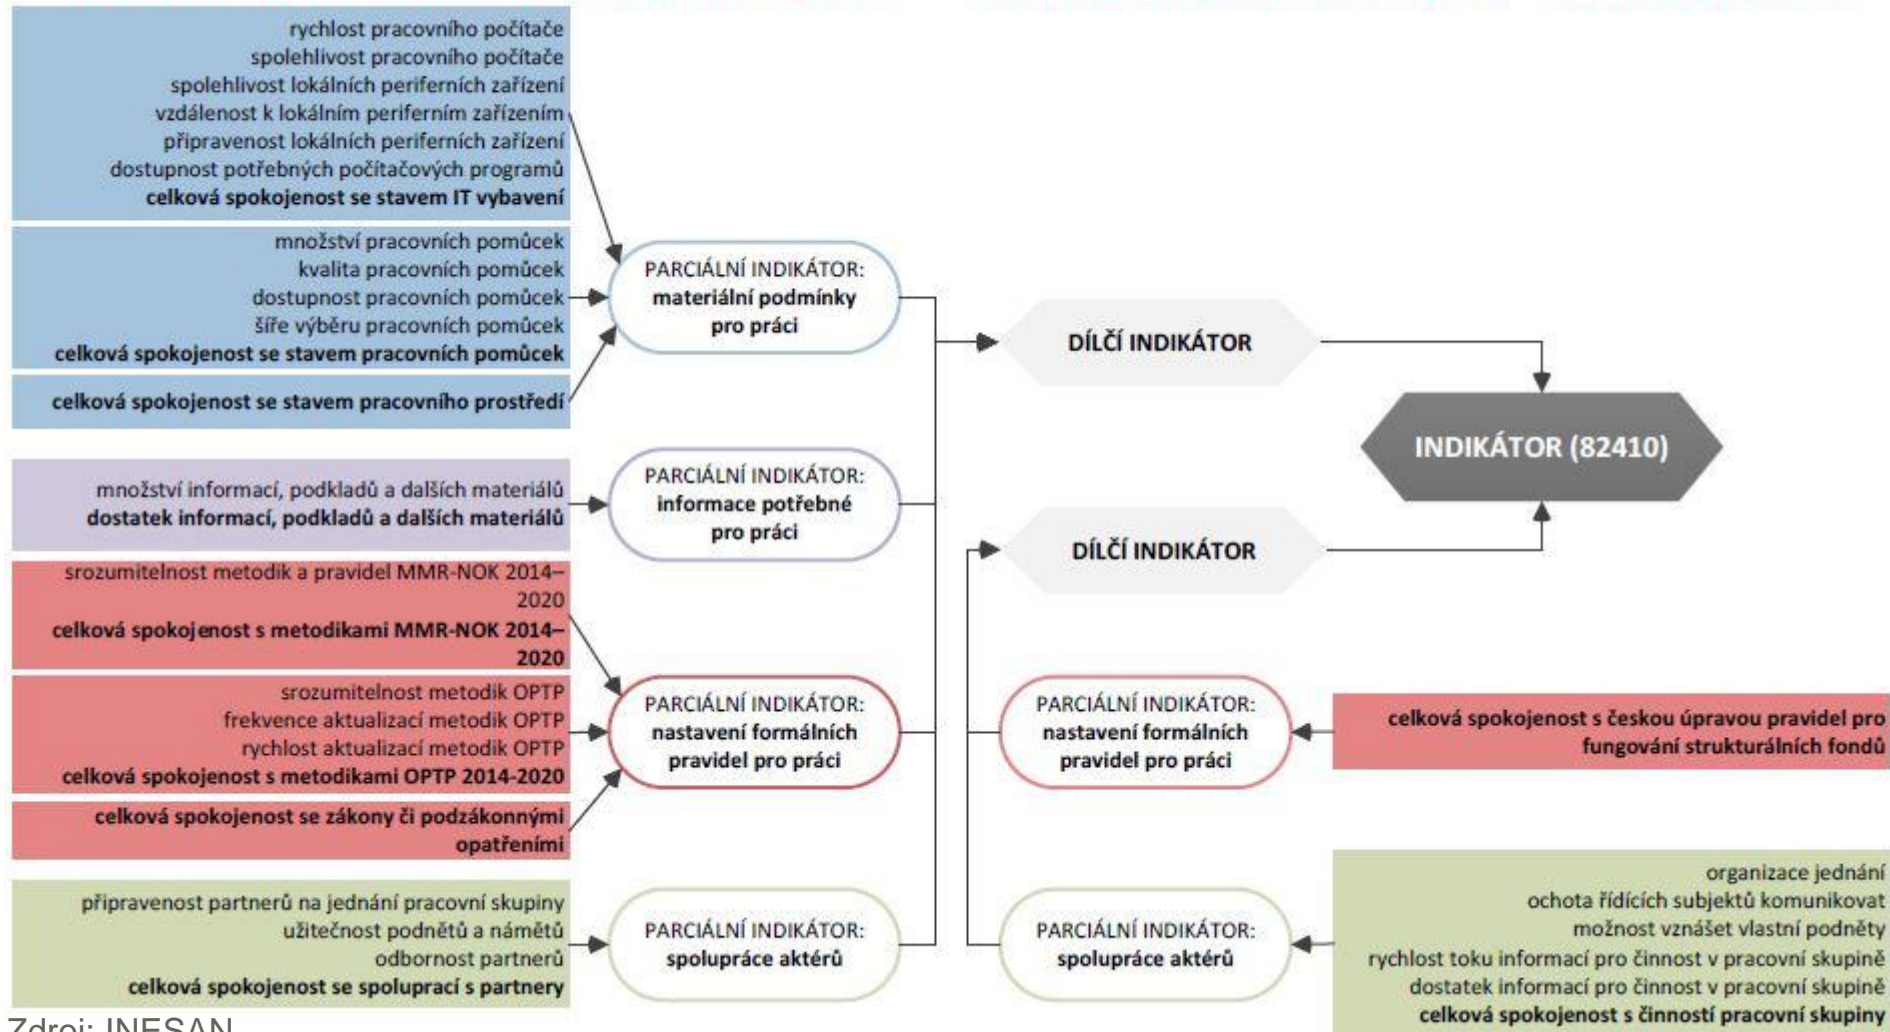 rychlost pracovního počítače
spolehlivost pracovního počítače
spolehlivost lokálních periferních zařízení
vzdálenost k lokálním periferním zařízením
připravenost lokálních periferních zařízení
dostupnost potřebných počítačových programů
celková spokojenost se stavem IT vybavení
množství pracovních pomůcek
kvalita pracovních pomůcek
dostupnost pracovních pomůcek
šíře výběru pracovních pomůcek
celková spokojenost se stavem pracovních pomůcek
celková spokojenost se stavem pracovního prostředí
množství informací, podkladů a dalších materiálů
dostatek informací, podkladů a dalších materiálů
srozumitelnost metodik a pravidel MMR-NOK 2014–
2020
celková spokojenost s metodikami MMR-NOK 2014–
2020
srozumitelnost metodik OPTP
frekvence aktualizací metodik OPTP
rychlost aktualizací metodik OPTP
celková spokojenost s metodikami OPTP 2014-2020
celková spokojenost se zákony či podzákonnými
opatřeními
připravenost partnerů na jednání pracovní skupiny
užitečnost podnětů a námětů
odbornost partnerů
celková spokojenost se spoluprací s partnery
PARCIÁLNÍ INDIKÁTOR:
materiální podmínky
pro práci
PARCIÁLNÍ INDIKÁTOR:
informace potřebné
pro práci
PARCIÁLNÍ INDIKÁTOR:
nastavení formálních
pravidel pro práci
PARCIÁLNÍ INDIKÁTOR:
spolupráce aktérů
DÍLČÍ INDIKÁTOR
DÍLČÍ INDIKÁTOR
INDIKÁTOR (82410)
PARCIÁLNÍ INDIKÁTOR:
nastavení formálních
pravidel pro práci
PARCIÁLNÍ INDIKÁTOR:
spolupráce aktérů
celková spokojenost s českou úpravou pravidel pro
fungování strukturálních fondů
organizace jednání
ochota řídících subjektů komunikovat
možnost vznášet vlastní podněty
rychlost toku informací pro činnost v pracovní skupině
dostatek informací pro činnost v pracovní skupině
celková spokojenost s činností pracovní skupiny
Zdroj: INESAN